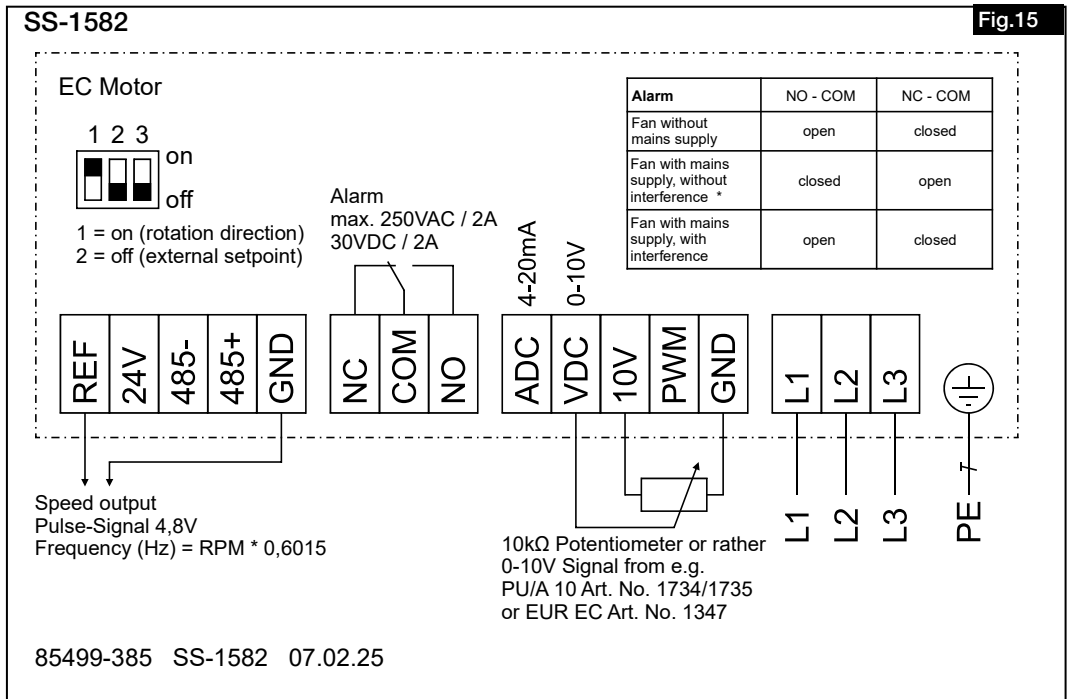 SS-1582
Fig.15
EC Motor
1 2 3
on
off
1 = on (rotation direction)
2 = off (external setpoint)
Alarm
max. 250VAC / 2A
30VDC / 2A
4-20mA
0-10V
Alarm NO - COM NC - COM
Fan without
mains supply
open closed
Fan with mains
supply, without
interference *
closed open
Fan with mains
supply, with
interference
open closed
REF 24V 485- 485+ GND
NC COM NO
ADC VDC 10V PWM GND
L1 L2 L3
L1 L2 L3 PE
Speed output
Pulse-Signal 4,8V
Frequency (Hz) = RPM * 0,6015
10kΩ Potentiometer or rather
0-10V Signal from e.g.
PU/A 10 Art. No. 1734/1735
or EUR EC Art. No. 1347
85499-385 SS-1582 07.02.25